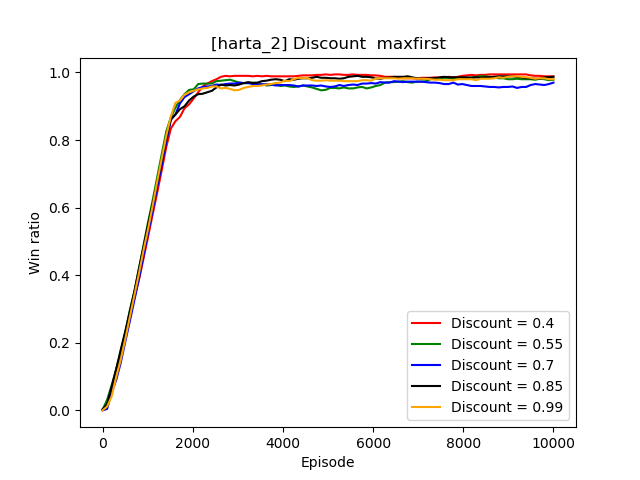 [harta_2] Discount  maxfirst
1.0
0.8
0.6
0.4
0.2
0.0
Win ratio
0 2000 4000 6000 8000 10000
Episode
Discount = 0.4
Discount = 0.55
Discount = 0.7
Discount = 0.85
Discount = 0.99